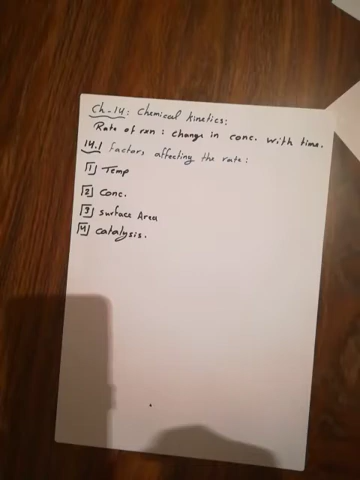 Ch-14: Chemical kinetics:
Rate of rxn : change in conc. with time.
14.1 Factors affecting the rate:
1 Temp
2 Conc.
3 surface Area
4 catalysis.